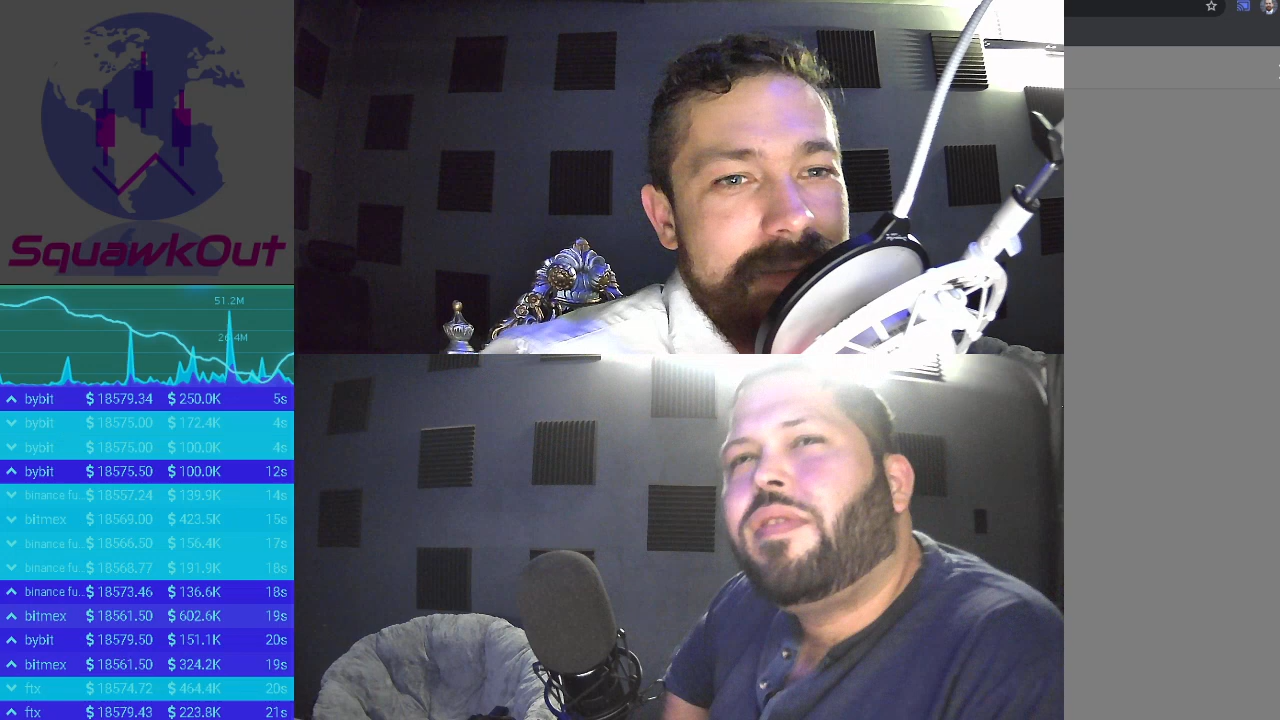 SquawkOut
51.2M
26.4M
bybit $18579.34 $250.0K 5s
bybit $18575.00 $172.4K 4s
bybit $18575.00 $100.0K 4s
bybit $18575.50 $100.0K 12s
binance fu.. $18557.24 $139.9K 14s
bitmex $18569.00 $423.5K 15s
binance fu.. $18566.50 $156.4K 17s
binance fu.. $18568.77 $191.9K 18s
binance fu.. $18573.46 $136.6K 18s
bitmex $18561.50 $602.6K 19s
bybit $18579.50 $151.1K 20s
bitmex $18561.50 $324.2K 19s
ftx $18574.72 $464.4K 20s
ftx $18579.43 $223.8K 21s